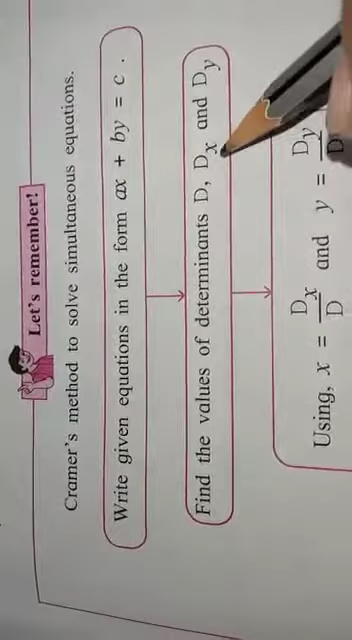 Let's remember!
Cramer's method to solve simultaneous equations.
Write given equations in the form ax + by = c .
Find the values of determinants D, Dx and Dy
Using, x = Dx/D and y = Dy/D